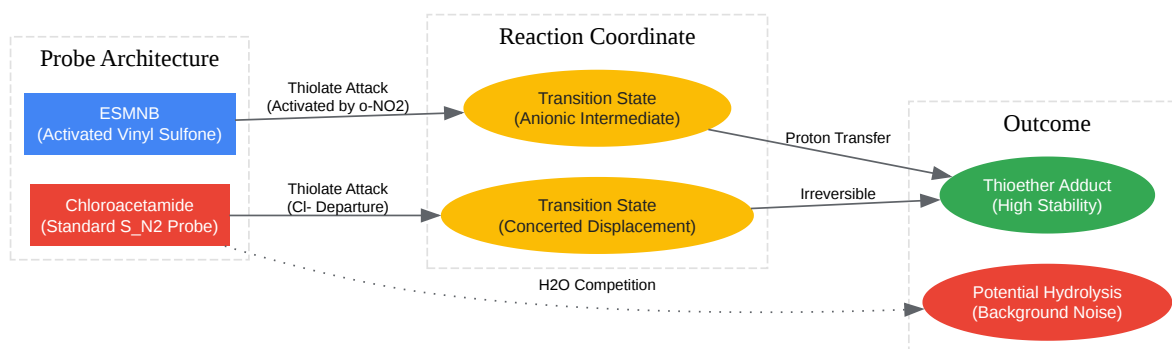 Probe Architecture
ESMNB
(Activated Vinyl Sulfone)
Chloroacetamide
(Standard S_N2 Probe)
Thiolate Attack
(Activated by o-NO2)
Thiolate Attack
(Cl- Departure)
Reaction Coordinate
Transition State
(Anionic Intermediate)
Transition State
(Concerted Displacement)
Proton Transfer
Irreversible
H2O Competition
Outcome
Thioether Adduct
(High Stability)
Potential Hydrolysis
(Background Noise)